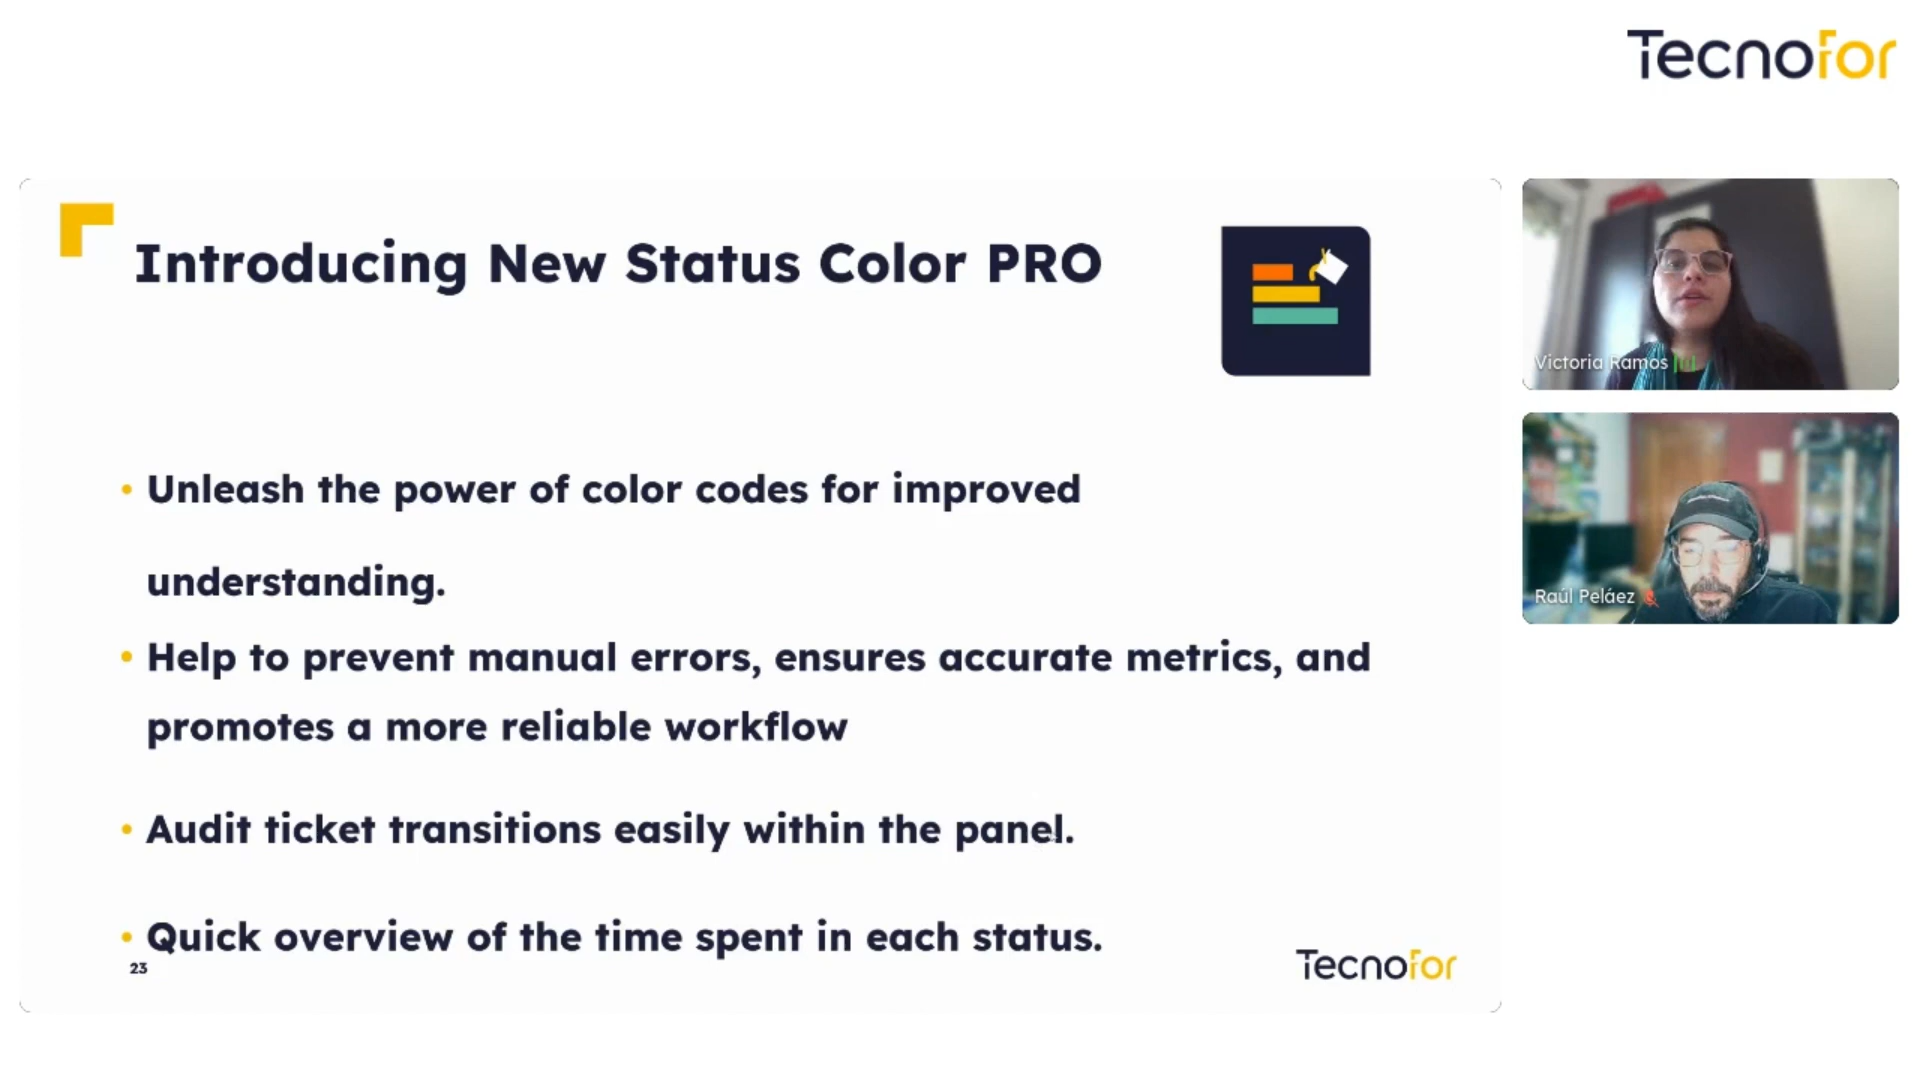 Tecnofor
Introducing New Status Color PRO
• Unleash the power of color codes for improved
understanding.
• Help to prevent manual errors, ensures accurate metrics, and
promotes a more reliable workflow
• Audit ticket transitions easily within the panel.
• Quick overview of the time spent in each status.
23
Tecnofor
Victoria Ramos
Raúl Peláez